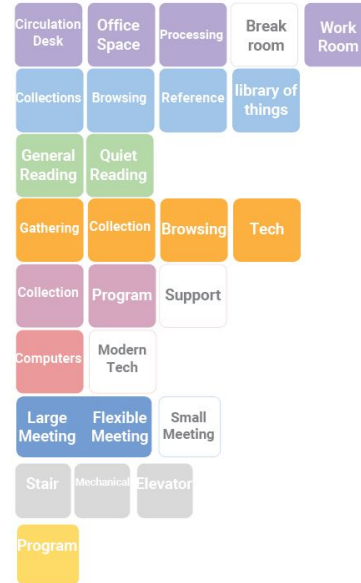 Circulation Desk
Office Space
Processing
Break room
Work Room
Collections
Browsing
Reference
library of things
General Reading
Quiet Reading
Gathering
Collection
Browsing
Tech
Collection
Program
Support
Computers
Modern Tech
Large Meeting
Flexible Meeting
Small Meeting
Stair
Mechanical
Elevator
Program